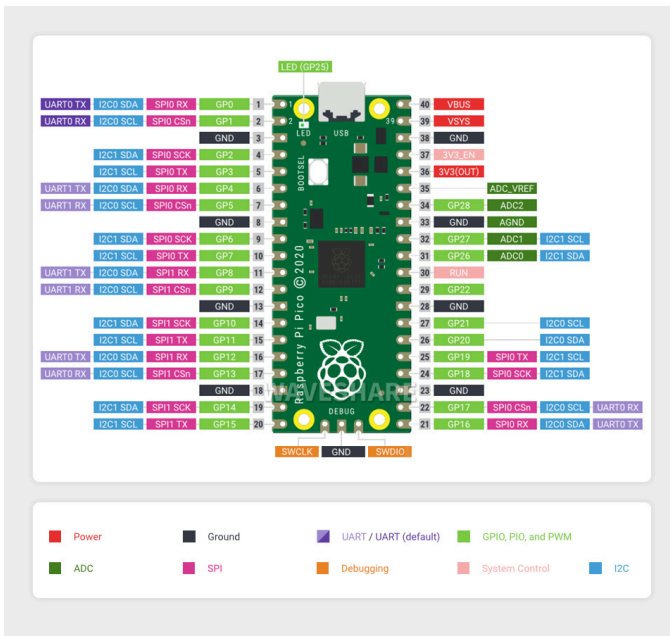 LED (GP25)
UART0 TX I2C0 SDA SPI0 RX GP0 1 1 40 VBUS
UART0 RX I2C0 SCL SPI0 CSn GP1 2 2 39 39 VSYS
LED USB
GND 3 38 GND
I2C1 SDA SPI0 SCK GP2 4 37 3V3_EN
I2C1 SCL SPI0 TX GP3 5 36 3V3(OUT)
BOOTSEL
UART1 TX I2C0 SDA SPI0 RX GP4 6 35 ADC_VREF
UART1 RX I2C0 SCL SPI0 CSn GP5 7 34 GP28 ADC2
GND 8 33 GND AGND
I2C1 SDA SPI0 SCK GP6 9 32 GP27 ADC1 I2C1 SCL
I2C1 SCL SPI0 TX GP7 10 31 GP26 ADC0 I2C1 SDA
UART1 TX I2C0 SDA SPI1 RX GP8 11 30 RUN
UART1 RX I2C0 SCL SPI1 CSn GP9 12 29 GP22
GND 13 28 GND
I2C1 SDA SPI1 SCK GP10 14 27 GP21 I2C0 SCL
I2C1 SCL SPI1 TX GP11 15 26 GP20 I2C0 SDA
UART0 TX I2C0 SDA SPI1 RX GP12 16 25 GP19 SPI0 TX I2C1 SCL
UART0 RX I2C0 SCL SPI1 CSn GP13 17 24 GP18 SPI0 SCK I2C1 SDA
Raspberry Pi Pico © 2020
GND 18 23 GND
WAVESHARE
I2C1 SDA SPI1 SCK GP14 19 22 GP17 SPI0 CSn I2C0 SCL UART0 RX
DEBUG
I2C1 SCL SPI1 TX GP15 20 21 GP16 SPI0 RX I2C0 SDA UART0 TX
SWCLK GND SWDIO
Power Ground UART / UART (default) GPIO, PIO, and PWM
ADC SPI Debugging System Control I2C